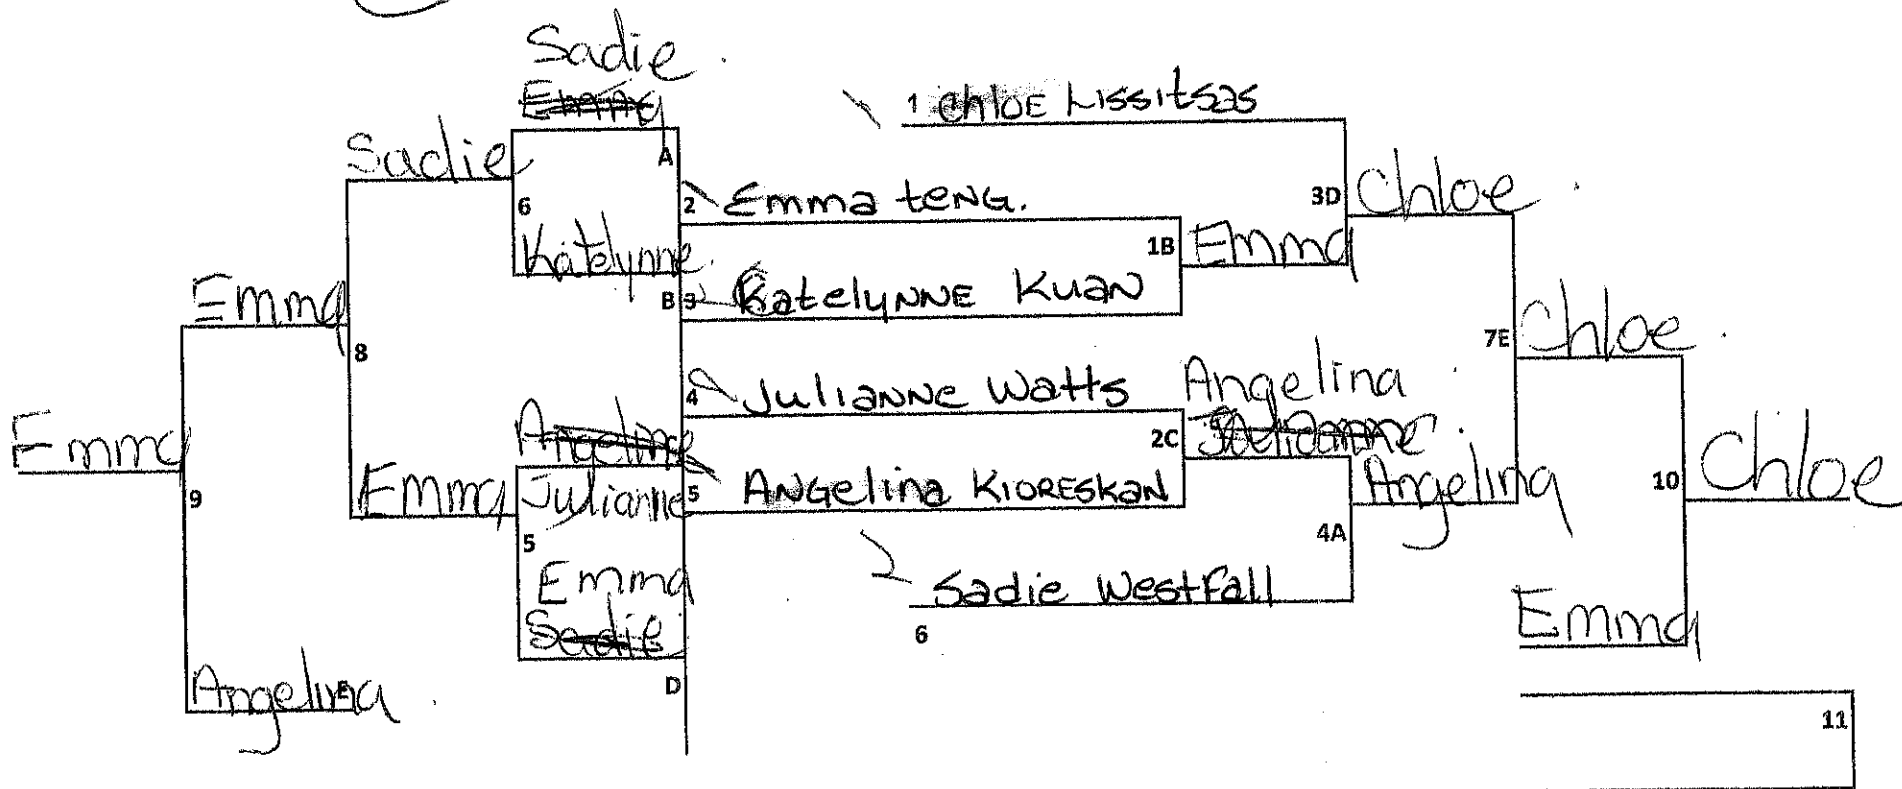 Sadie
Emma
1 Chloe Lissitsas
Sadie
A
2 Emma Teng.
3D
Chloe
6
Katelynne
1B
Emma
Emma
B
3 Katelynne Kuan
8
7E
Chloe
4 Julianne Watts
Angelina
Emma
Angeline
C
2C
Julianne
9
Emma
Julianne
5 Angelina Kioreskan
Angelina
10
Chloe
5
4A
Emma
Sadie Westfall
Emma
Sadie
6
D
Angelina
E
11